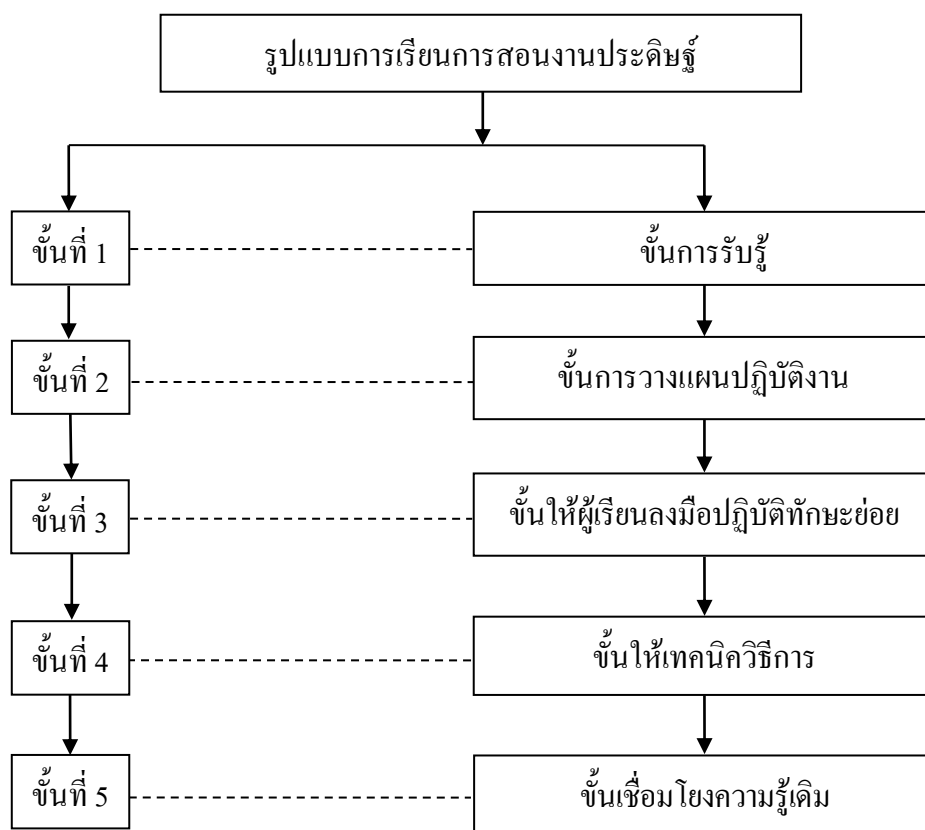 รูปแบบการเรียนการสอนงานประดิษฐ์
ขั้นที่ 1
ขั้นการรับรู้
ขั้นที่ 2
ขั้นการวางแผนปฏิบัติงาน
ขั้นที่ 3
ขั้นให้ผู้เรียนลงมือปฏิบัติทักษะย่อย
ขั้นที่ 4
ขั้นให้เทคนิควิธีการ
ขั้นที่ 5
ขั้นเชื่อมโยงความรู้เดิม